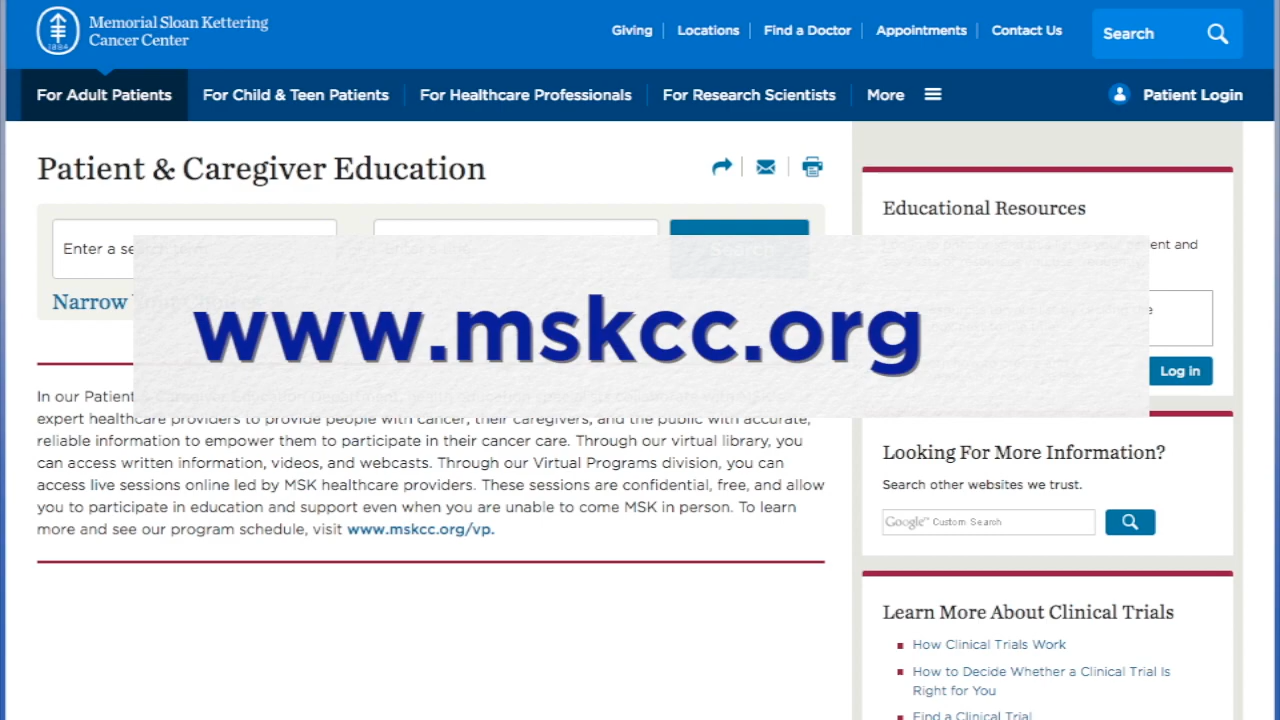 Memorial Sloan Kettering
Cancer Center
1884
Giving
Locations
Find a Doctor
Appointments
Contact Us
Search
For Adult Patients
For Child & Teen Patients
For Healthcare Professionals
For Research Scientists
More
Patient Login
Patient & Caregiver Education
Enter a search term
Narrow
www.mskcc.org
In our Patient
expert healthcare providers to provide people with cancer, their caregivers, and the public with accurate,
reliable information to empower them to participate in their cancer care. Through our virtual library, you
can access written information, videos, and webcasts. Through our Virtual Programs division, you can
access live sessions online led by MSK healthcare providers. These sessions are confidential, free, and allow
you to participate in education and support even when you are unable to come MSK in person. To learn
more and see our program schedule, visit www.mskcc.org/vp.
Educational Resources
and
Log in
Looking For More Information?
Search other websites we trust.
Google™ Custom Search
Learn More About Clinical Trials
How Clinical Trials Work
How to Decide Whether a Clinical Trial Is
Right for You
Find a Clinical Trial